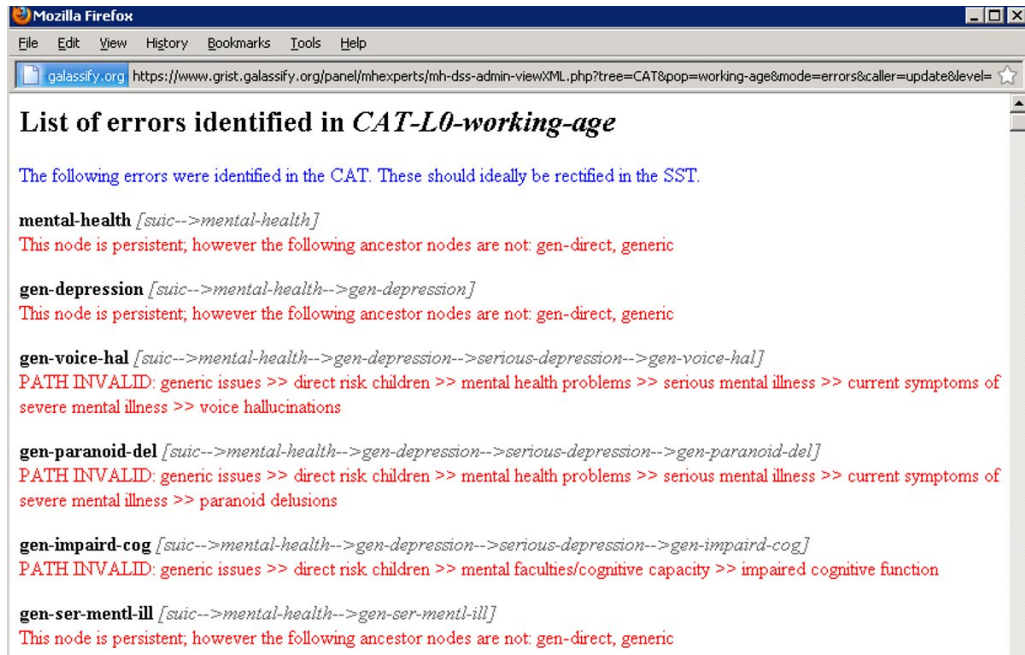 Mozilla Firefox
File Edit View History Bookmarks Tools Help
galassify.org https://www.grist.galassify.org/panel/mhexperts/mh-dss-admin-viewXML.php?tree=CAT&pop=working-age&mode=errors&caller=update&level=
List of errors identified in CAT-L0-working-age
The following errors were identified in the CAT. These should ideally be rectified in the SST.
mental-health [suic-->mental-health]
This node is persistent; however the following ancestor nodes are not: gen-direct, generic
gen-depression [suic-->mental-health-->gen-depression]
This node is persistent; however the following ancestor nodes are not: gen-direct, generic
gen-voice-hal [suic-->mental-health-->gen-depression-->serious-depression-->gen-voice-hal]
PATH INVALID: generic issues >> direct risk children >> mental health problems >> serious mental illness >> current symptoms of
severe mental illness >> voice hallucinations
gen-paranoid-del [suic-->mental-health-->gen-depression-->serious-depression-->gen-paranoid-del]
PATH INVALID: generic issues >> direct risk children >> mental health problems >> serious mental illness >> current symptoms of
severe mental illness >> paranoid delusions
gen-impaird-cog [suic-->mental-health-->gen-depression-->serious-depression-->gen-impaird-cog]
PATH INVALID: generic issues >> direct risk children >> mental faculties/cognitive capacity >> impaired cognitive function
gen-ser-mentl-ill [suic-->mental-health-->gen-ser-mentl-ill]
This node is persistent; however the following ancestor nodes are not: gen-direct, generic